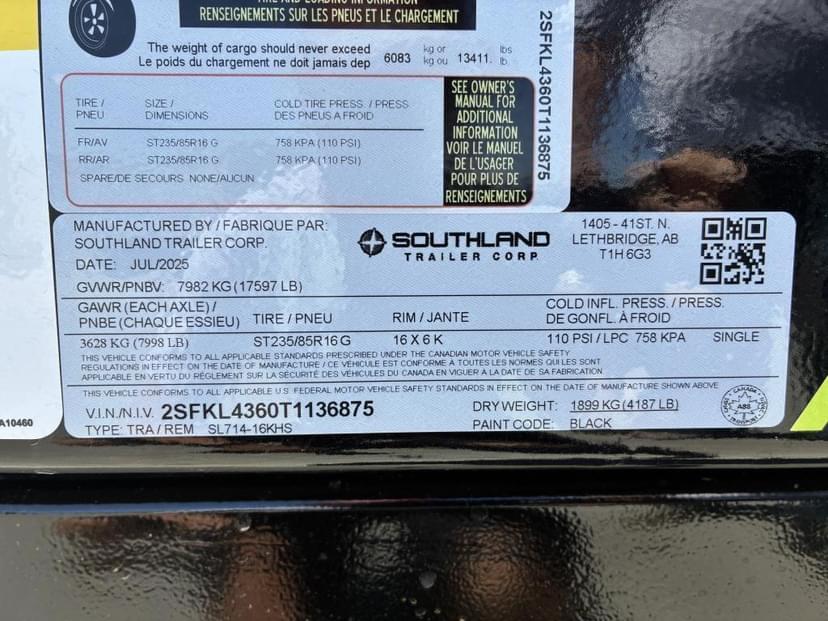 TIRE AND LOADING INFORMATION
RENSEIGNEMENTS SUR LES PNEUS ET LE CHARGEMENT
The weight of cargo should never exceed
Le poids du chargement ne doit jamais dep
6083 kg or / kg ou 13411. lbs / lb.
TIRE / PNEU SIZE / DIMENSIONS COLD TIRE PRESS. / PRESS DES PNEUS A FROID
FR/AV ST235/85R16 G 758 KPA (110 PSI)
RR/AR ST235/85R16 G 758 KPA (110 PSI)
SPARE/DE SECOURS NONE/AUCUN
SEE OWNER'S
MANUAL FOR
ADDITIONAL
INFORMATION
VOIR LE MANUEL
DE L'USAGER
POUR PLUS DE
RENSEIGNEMENTS
2SFKL4360T1136875
MANUFACTURED BY / FABRIQUE PAR:
SOUTHLAND TRAILER CORP.
SOUTHLAND
TRAILER CORP.
1405 - 41ST. N.
LETHBRIDGE, AB
T1H 6G3
DATE: JUL/2025
GVWR/PNBV: 7982 KG (17597 LB)
GAWR (EACH AXLE) /
PNBE (CHAQUE ESSIEU) TIRE / PNEU RIM / JANTE COLD INFL. PRESS. / PRESS.
DE GONFL. À FROID
3628 KG (7998 LB) ST235/85R16 G 16 X 6 K 110 PSI / LPC 758 KPA SINGLE
THIS VEHICLE CONFORMS TO ALL APPLICABLE STANDARDS PRESCRIBED UNDER THE CANADIAN MOTOR VEHICLE SAFETY
REGULATIONS IN EFFECT ON THE DATE OF MANUFACTURE / CE VÉHICULE EST CONFORME À TOUTES LES NORMES QUI LES SONT
APPLICABLES EN VERTU DU RÈGLEMENT SUR LA SÉCURITÉ DES VÉHICULES DU CANADA EN VIGUER À LA DATE DE SA FABRICATION
THIS VEHICLE CONFORMS TO ALL APPLICABLE U.S. FEDERAL MOTOR VEHICLE SAFETY STANDARDS IN EFFECT ON THE DATE OF MANUFACTURE SHOWN ABOVE
V.I.N./N.I.V. 2SFKL4360T1136875 DRY WEIGHT: 1899 KG (4187 LB)
TYPE: TRA / REM SL714-16KHS PAINT CODE: BLACK
CANADA
TRANSPORT
A10460